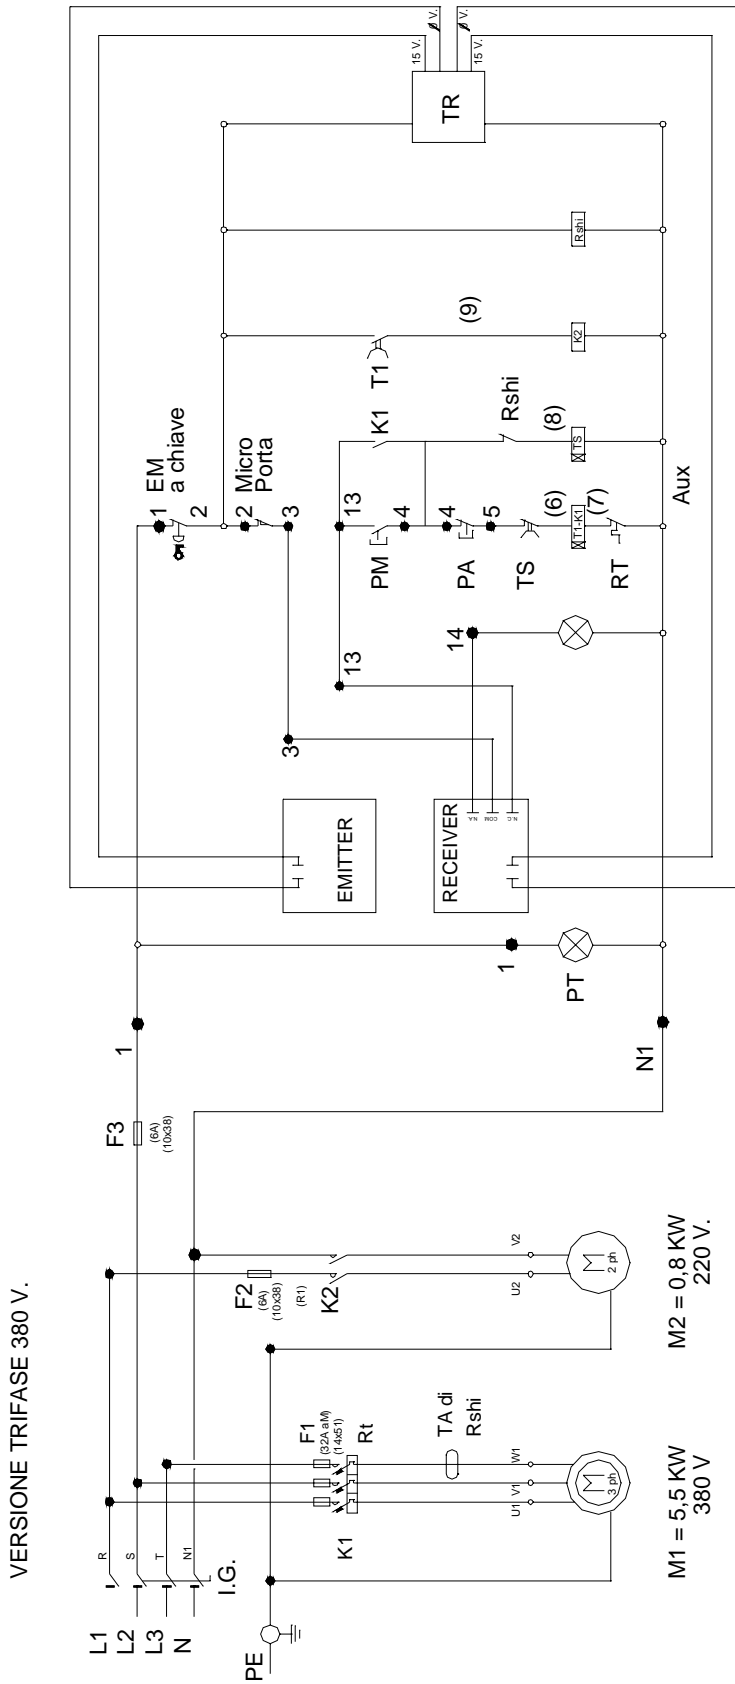 VERSIONE TRIFASE 380 V.
L1
L2
L3
N
R
S
T
N1
I.G.
PE
F1
(32A aM)
(14x51)
K1
Rt
TA di
Rshi
U1
V1
W1
M
3 ph
M1 = 5,5 KW
380 V
F2
(6A)
(10x38)
(R1)
K2
U2
V2
M
2 ph
M2 = 0,8 KW
220 V.
F3
(6A)
(10x38)
1
N1
1
PT
EMITTER
RECEIVER
N.A.
COM
N.C.
3
13
14
1
EM
a chiave
2
2
Micro
Porta
3
13
PM
4
4
PA
5
TS
(6)
T1-K1
(7)
RT
K1
Rshi
(8)
TS
Aux
T1
(9)
K2
Rshi
TR
15 V.
Ø V.
Ø V.
15 V.